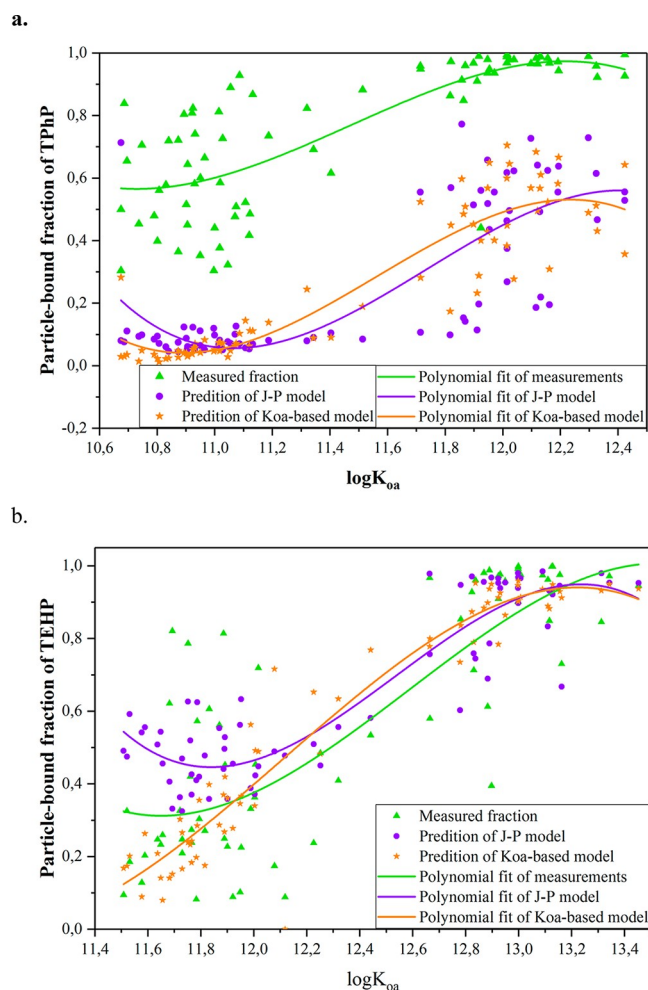 a.
Particle-bound fraction of TPhP
1,0
0,8
0,6
0,4
0,2
0,0
-0,2
Measured fraction
Predition of J-P model
Predition of Koa-based model
Polynomial fit of measurements
Polynomial fit of J-P model
Polynomial fit of Koa-based model
10,6 10,8 11,0 11,2 11,4 11,6 11,8 12,0 12,2 12,4
logKoa
b.
Particle-bound fraction of TEHP
1,0
0,8
0,6
0,4
0,2
0,0
Measured fraction
Predition of J-P model
Predition of Koa-based model
Polynomial fit of measurements
Polynomial fit of J-P model
Polynomial fit of Koa-based model
11,4 11,6 11,8 12,0 12,2 12,4 12,6 12,8 13,0 13,2 13,4
logKoa